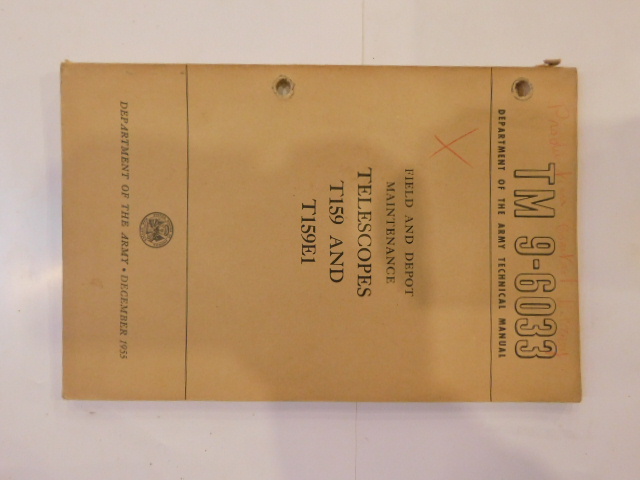 TM 9-6033
DEPARTMENT OF THE ARMY TECHNICAL MANUAL
FIELD AND DEPOT
MAINTENANCE
TELESCOPES
T159 AND
T159E1
DEPARTMENT OF THE ARMY • DECEMBER 1955